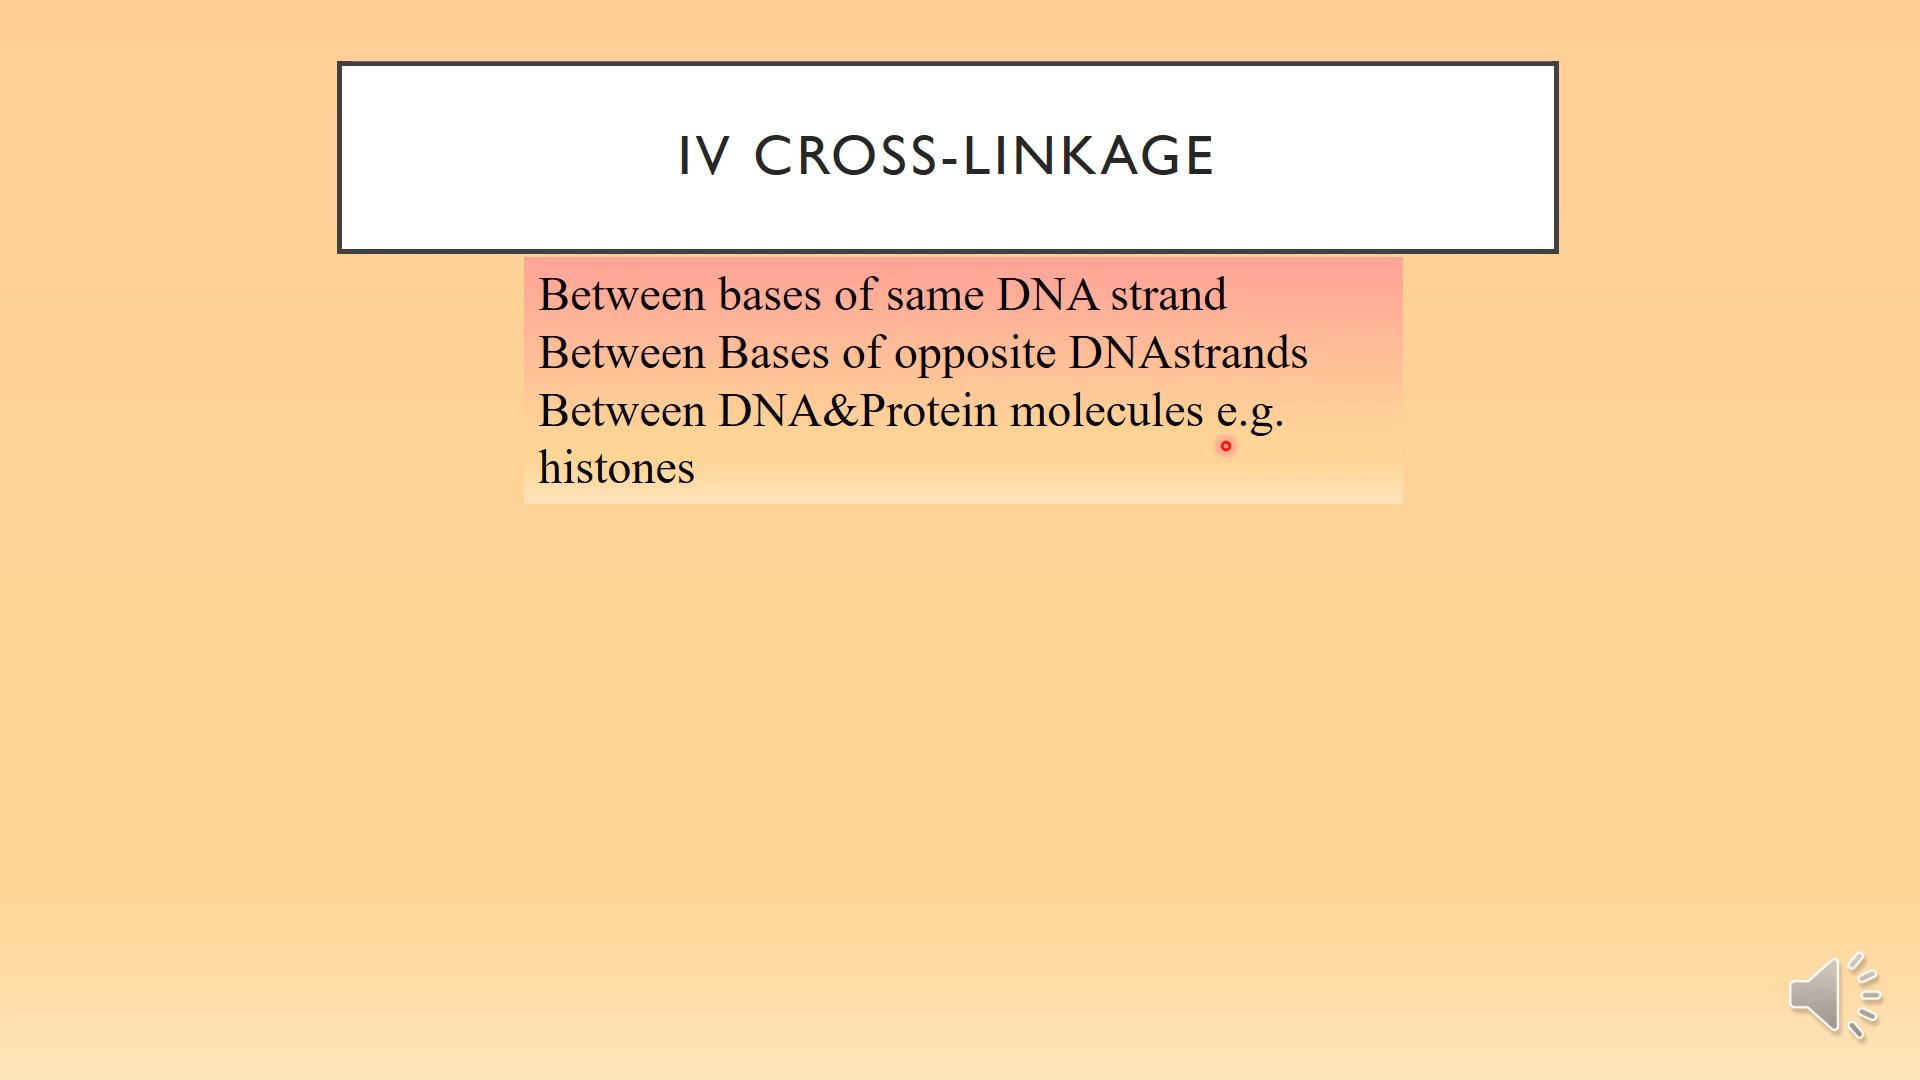 IV CROSS-LINKAGE
Between bases of same DNA strand
Between Bases of opposite DNAstrands
Between DNA&Protein molecules e.g.
histones